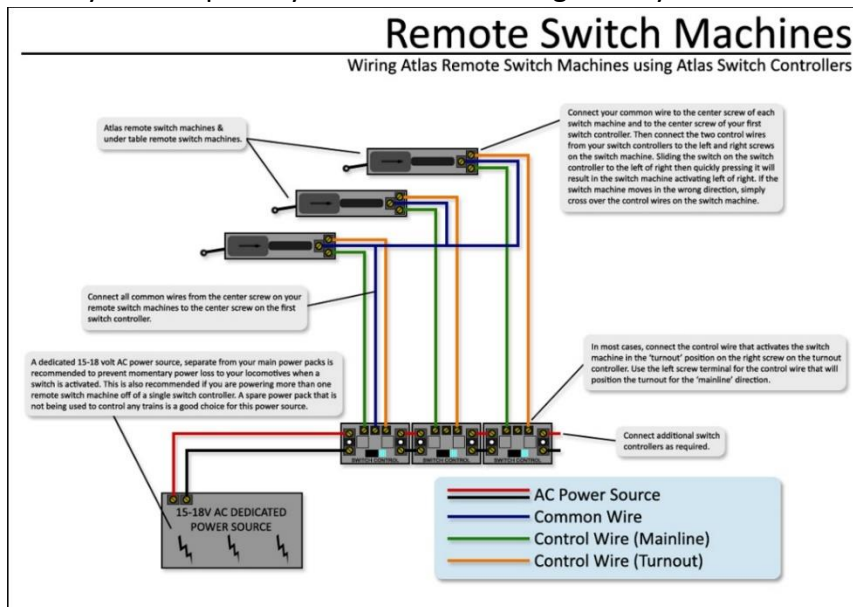 Remote Switch Machines
Wiring Atlas Remote Switch Machines using Atlas Switch Controllers
Atlas remote switch machines &
under table remote switch machines.
Connect your common wire to the center screw of each
switch machine and to the center screw of your first
switch controller. Then connect the two control wires
from your switch controllers to the left and right screws
on the switch machine. Sliding the switch on the switch
controller to the left of right then quickly pressing it will
result in the switch machine activating left of right. If the
switch machine moves in the wrong direction, simply
cross over the control wires on the switch machine.
Connect all common wires from the center screw on your
remote switch machines to the center screw on the first
switch controller.
A dedicated 15-18 volt AC power source, separate from your main power packs is
recommended to prevent momentary power loss to your locomotives when a
switch is activated. This is also recommended if you are powering more than one
remote switch machine off of a single switch controller. A spare power pack that is
not being used to control any trains is a good choice for this power source.
In most cases, connect the control wire that activates the switch
machine in the 'turnout' position on the right screw on the turnout
controller. Use the left screw terminal for the control wire that will
position the turnout for the 'mainline' direction.
SWITCH CONTROL
SWITCH CONTROL
SWITCH CONTROL
Connect additional switch
controllers as required.
15-18V AC DEDICATED
POWER SOURCE
AC Power Source
Common Wire
Control Wire (Mainline)
Control Wire (Turnout)